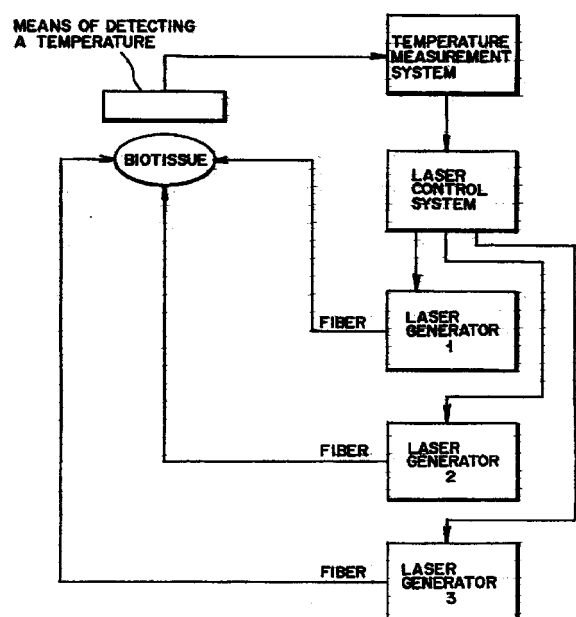 MEANS OF DETECTING
A TEMPERATURE
TEMPERATURE
MEASUREMENT
SYSTEM
BIOTISSUE
LASER
CONTROL
SYSTEM
FIBER
LASER
GENERATOR
1
FIBER
LASER
GENERATOR
2
FIBER
LASER
GENERATOR
3